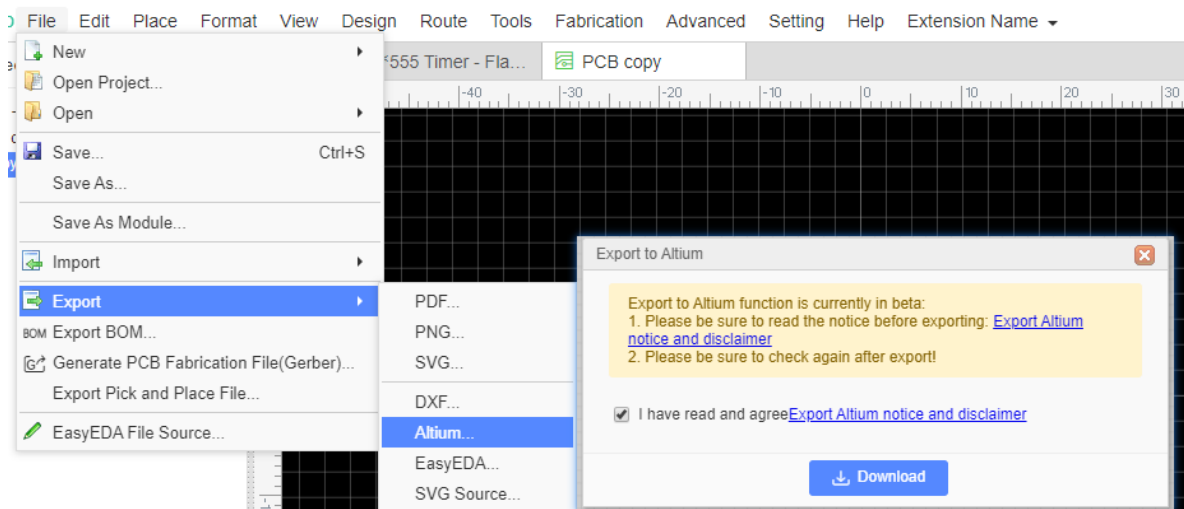 File Edit Place Format View Design Route Tools Fabrication Advanced Setting Help Extension Name
New
*555 Timer - Fla... PCB copy
Open Project...
-40 -30 -20 -10 0 10 20 30
Open
Save... Ctrl+S
Save As...
Save As Module...
Import
Export
BOM Export BOM...
G Generate PCB Fabrication File(Gerber)...
Export Pick and Place File...
EasyEDA File Source...
PDF...
PNG...
SVG...
DXF...
Altium...
EasyEDA...
SVG Source...
Export to Altium
Export to Altium function is currently in beta:
1. Please be sure to read the notice before exporting: Export Altium
notice and disclaimer
2. Please be sure to check again after export!
I have read and agreeExport Altium notice and disclaimer
Download